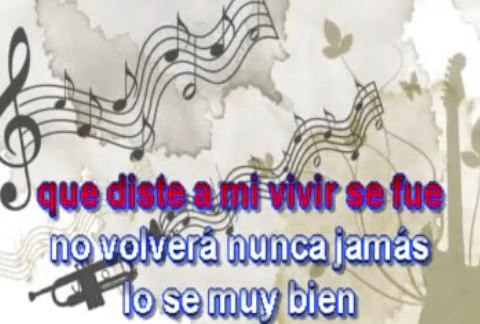 que diste a mi vivir se fue
no volverá nunca jamás
lo se muy bien